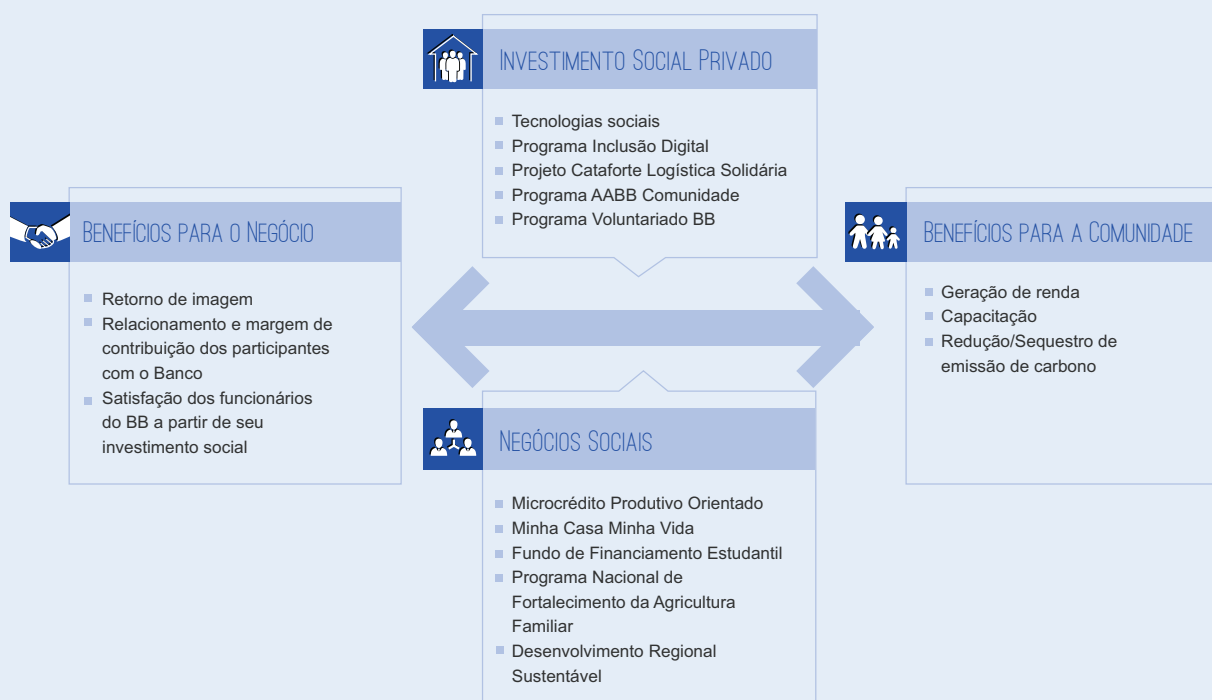 INVESTIMENTO SOCIAL PRIVADO
Tecnologias sociais
Programa Inclusão Digital
Projeto Cataforte Logística Solidária
Programa AABB Comunidade
Programa Voluntariado BB
BENEFÍCIOS PARA O NEGÓCIO
Retorno de imagem
Relacionamento e margem de
contribuição dos participantes
com o Banco
Satisfação dos funcionários
do BB a partir de seu
investimento social
BENEFÍCIOS PARA A COMUNIDADE
Geração de renda
Capacitação
Redução/Sequestro de
emissão de carbono
NEGÓCIOS SOCIAIS
Microcrédito Produtivo Orientado
Minha Casa Minha Vida
Fundo de Financiamento Estudantil
Programa Nacional de
Fortalecimento da Agricultura
Familiar
Desenvolvimento Regional
Sustentável